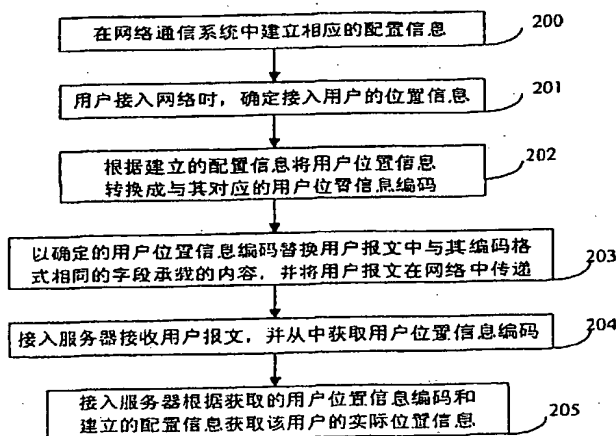 在网络通信系统中建立相应的配置信息
200
用户接入网络时，确定接入用户的位置信息
201
根据建立的配置信息将用户位置信息
转换成与其对应的用户位置信息编码
202
以确定的用户位置信息编码替换用户报文中与其编码格
式相同的字段承载的内容，并将用户报文在网络中传递
203
接入服务器接收用户报文，并从中获取用户位置信息编码
204
接入服务器根据获取的用户位置信息编码和
建立的配置信息获取该用户的实际位置信息
205